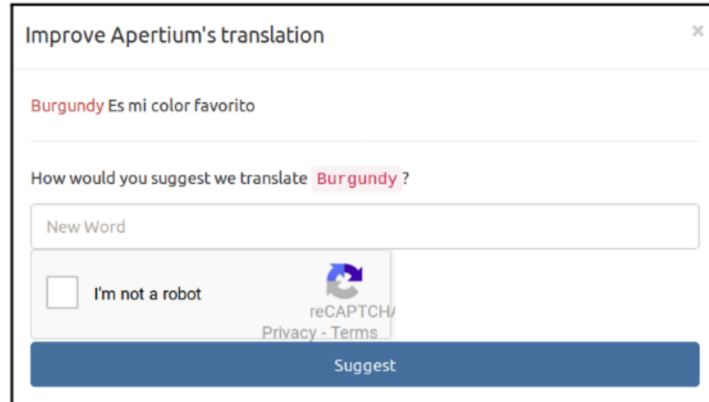 Improve Apertium's translation ×
Burgundy Es mi color favorito
How would you suggest we translate Burgundy ?
New Word
I'm not a robot
reCAPTCHA
Privacy - Terms
Suggest